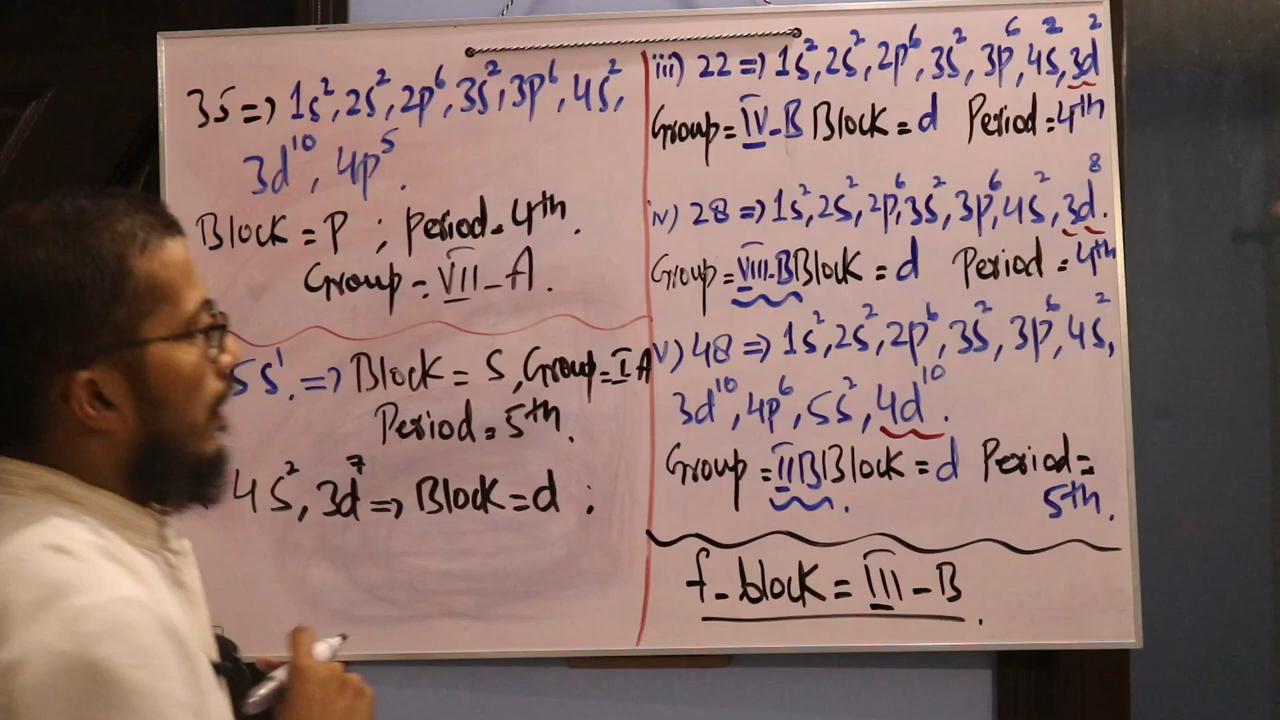 35 => 1s², 2s², 2p⁶, 3s², 3p⁶, 4s²,
3d¹⁰, 4p⁵.
Block = P ; Period = 4th.
Group = VII - A.
5s¹. => Block = S, Group = I A
Period = 5th.
4s², 3d⁷ => Block = d ;
iii) 22 => 1s², 2s², 2p⁶, 3s², 3p⁶, 4s², 3d²
Group = IV - B Block = d Period = 4th
iv) 28 => 1s², 2s², 2p⁶, 3s², 3p⁶, 4s², 3d⁸.
Group = VIII - B Block = d Period = 4th
v) 48 => 1s², 2s², 2p⁶, 3s², 3p⁶, 4s²,
3d¹⁰, 4p⁶, 5s², 4d¹⁰.
Group = II B Block = d Period =
5th.
f - block = III - B.